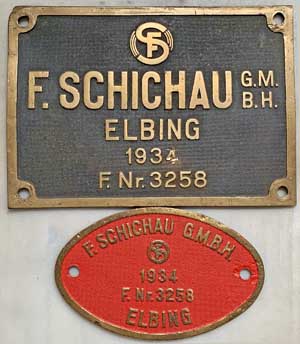 F. SCHICHAU G.M.
B.H.
ELBING
1934
F. Nr. 3258
F. SCHICHAU G.M.B.H.
1934
F. Nr. 3258
ELBING